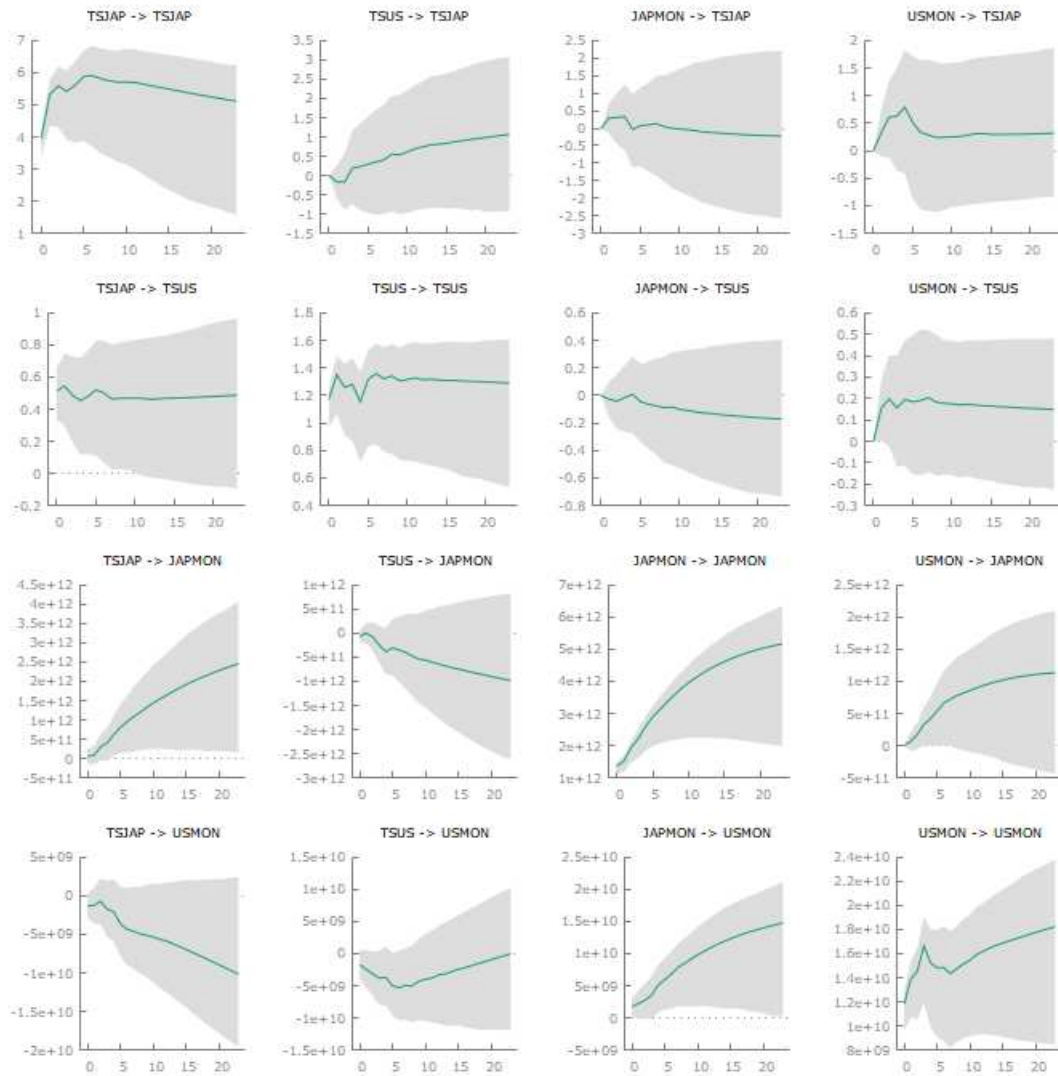 TSJAP -> TSJAP
7
6
5
4
3
2
1
0 5 10 15 20
TSUS -> TSJAP
3.5
3
2.5
2
1.5
1
0.5
0
-0.5
-1
-1.5
0 5 10 15 20
JAPMON -> TSJAP
2.5
2
1.5
1
0.5
0
-0.5
-1
-1.5
-2
-2.5
-3
0 5 10 15 20
USMON -> TSJAP
2
1.5
1
0.5
0
-0.5
-1
-1.5
0 5 10 15 20
TSJAP -> TSUS
1
0.8
0.6
0.4
0.2
0
-0.2
0 5 10 15 20
TSUS -> TSUS
1.8
1.6
1.4
1.2
1
0.8
0.6
0.4
0 5 10 15 20
JAPMON -> TSUS
0.6
0.4
0.2
0
-0.2
-0.4
-0.6
-0.8
0 5 10 15 20
USMON -> TSUS
0.6
0.5
0.4
0.3
0.2
0.1
0
-0.1
-0.2
-0.3
0 5 10 15 20
TSJAP -> JAPMON
4.5e+12
4e+12
3.5e+12
3e+12
2.5e+12
2e+12
1.5e+12
1e+12
5e+11
0
-5e+11
0 5 10 15 20
TSUS -> JAPMON
1e+12
5e+11
0
-5e+11
-1e+12
-1.5e+12
-2e+12
-2.5e+12
-3e+12
0 5 10 15 20
JAPMON -> JAPMON
7e+12
6e+12
5e+12
4e+12
3e+12
2e+12
1e+12
0 5 10 15 20
USMON -> JAPMON
2.5e+12
2e+12
1.5e+12
1e+12
5e+11
0
-5e+11
0 5 10 15 20
TSJAP -> USMON
5e+09
0
-5e+09
-1e+10
-1.5e+10
-2e+10
0 5 10 15 20
TSUS -> USMON
1.5e+10
1e+10
5e+09
0
-5e+09
-1e+10
-1.5e+10
0 5 10 15 20
JAPMON -> USMON
2.5e+10
2e+10
1.5e+10
1e+10
5e+09
0
-5e+09
0 5 10 15 20
USMON -> USMON
2.4e+10
2.2e+10
2e+10
1.8e+10
1.6e+10
1.4e+10
1.2e+10
1e+10
8e+09
0 5 10 15 20